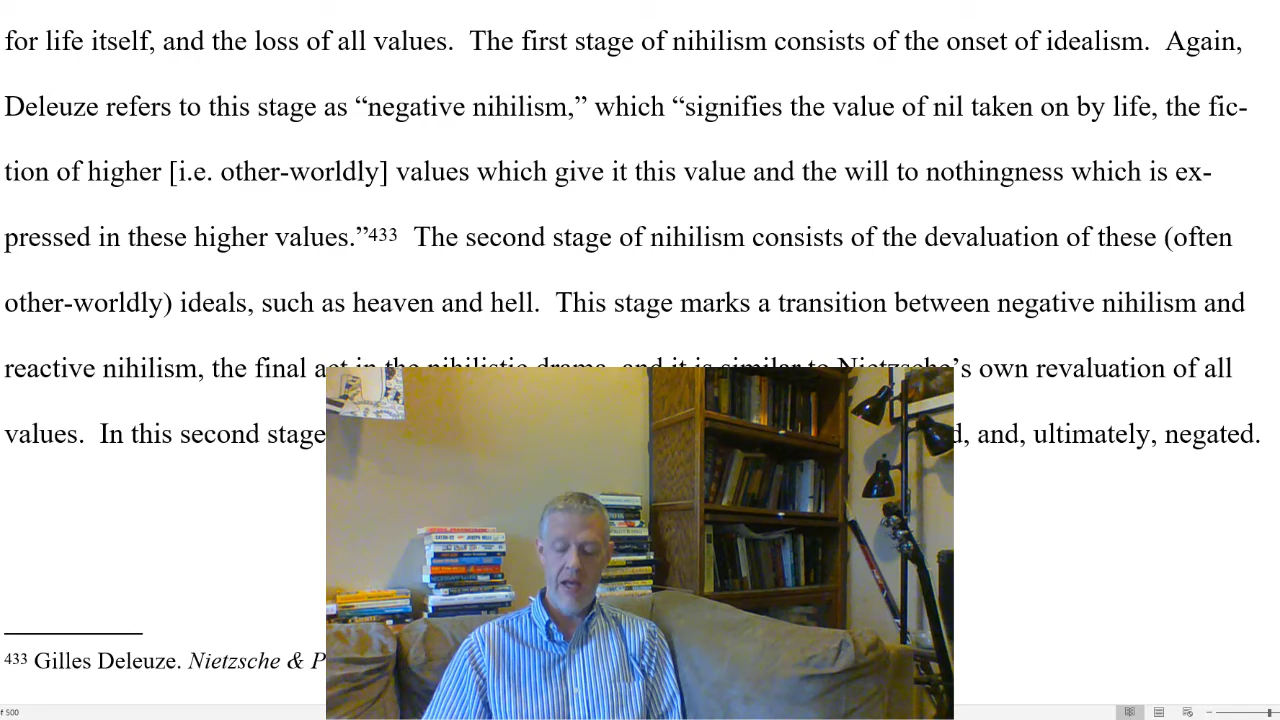 for life itself, and the loss of all values. The first stage of nihilism consists of the onset of idealism. Again,
Deleuze refers to this stage as “negative nihilism,” which “signifies the value of nil taken on by life, the fic-
tion of higher [i.e. other-worldly] values which give it this value and the will to nothingness which is ex-
pressed in these higher values.”433 The second stage of nihilism consists of the devaluation of these (often
other-worldly) ideals, such as heaven and hell. This stage marks a transition between negative nihilism and
reactive nihilism, the final act in the nihilistic drama, and it is similar to Nietzsche’s own revaluation of all
values. In this second stage and, ultimately, negated.
433 Gilles Deleuze. Nietzsche & P
f 500